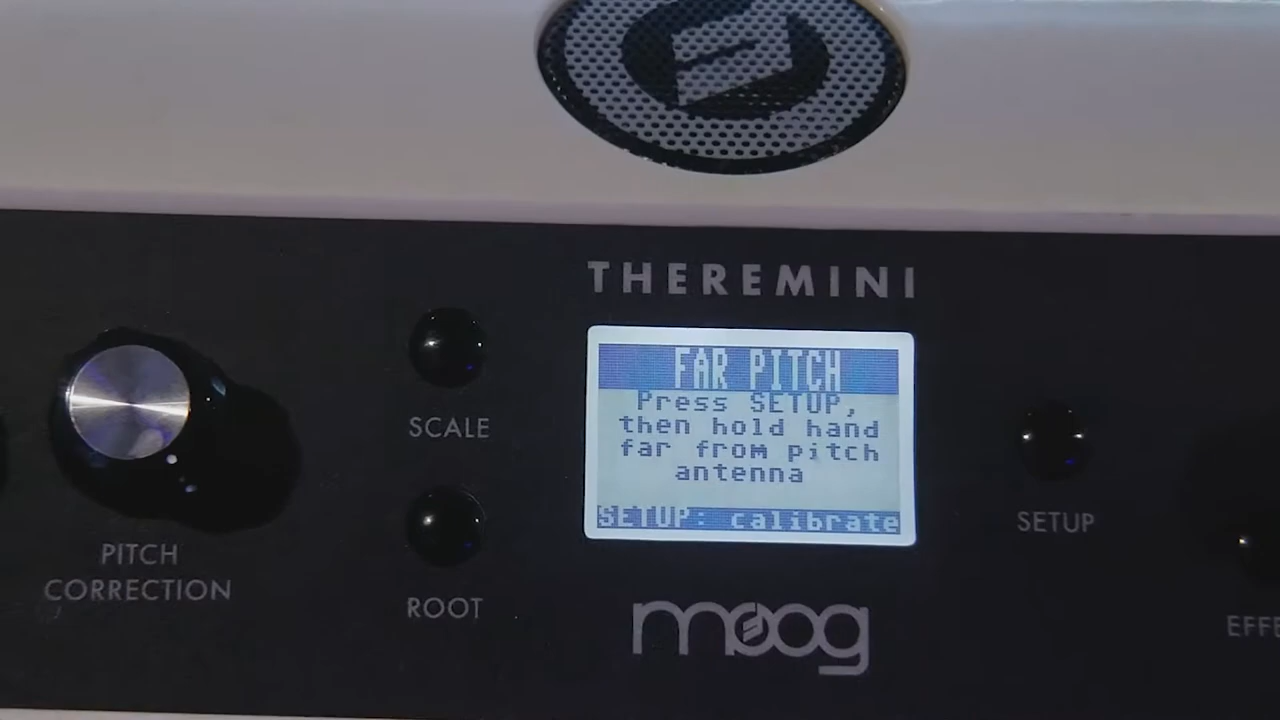 THEREMINI
FAR PITCH
Press SETUP,
then hold hand
far from pitch
antenna
SETUP: calibrate
SCALE
ROOT
PITCH
CORRECTION
SETUP
moog